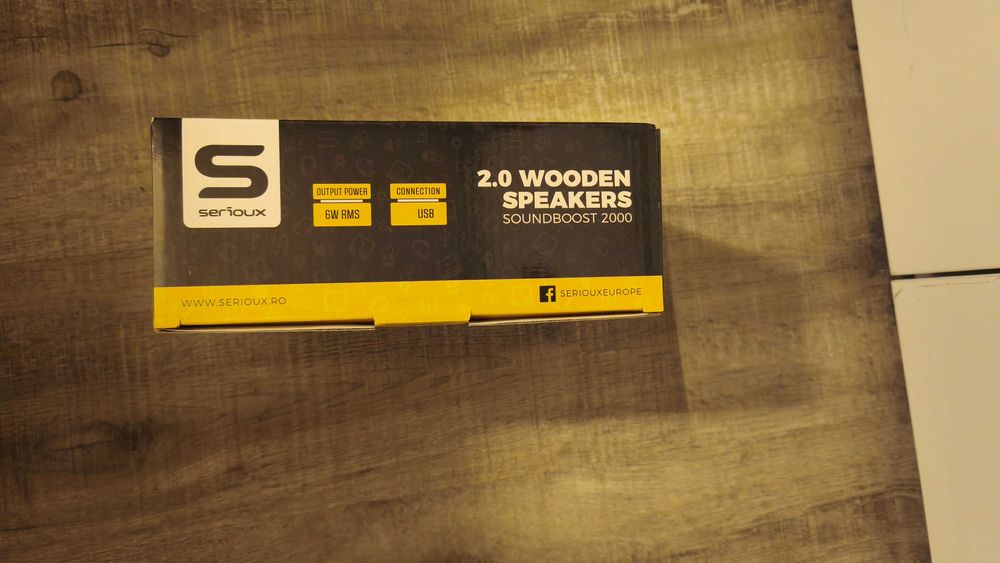 S
serioux
OUTPUT POWER
6W RMS
CONNECTION
USB
2.0 WOODEN
SPEAKERS
SOUNDBOOST 2000
WWW.SERIOUX.RO
f SERIOUXEUROPE